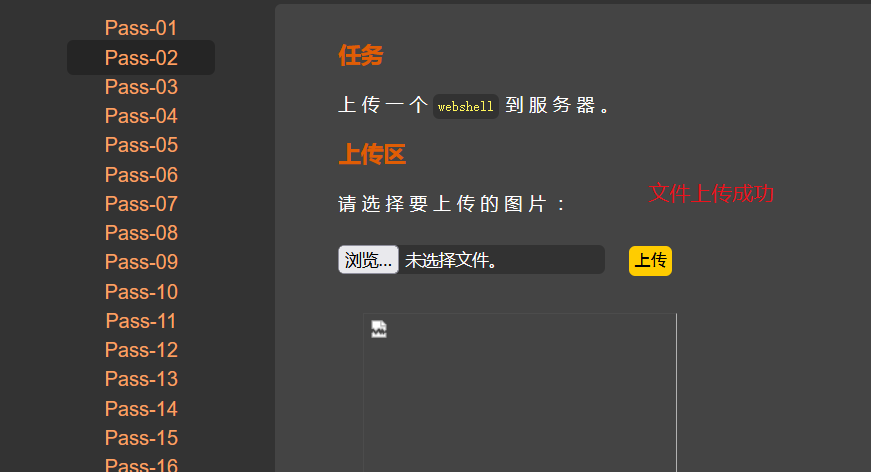 Pass-01
Pass-02
Pass-03
Pass-04
Pass-05
Pass-06
Pass-07
Pass-08
Pass-09
Pass-10
Pass-11
Pass-12
Pass-13
Pass-14
Pass-15
Pass-16
任务
上传一个 webshell 到服务器。
上传区
请选择要上传的图片：
文件上传成功
浏览... 未选择文件。 上传